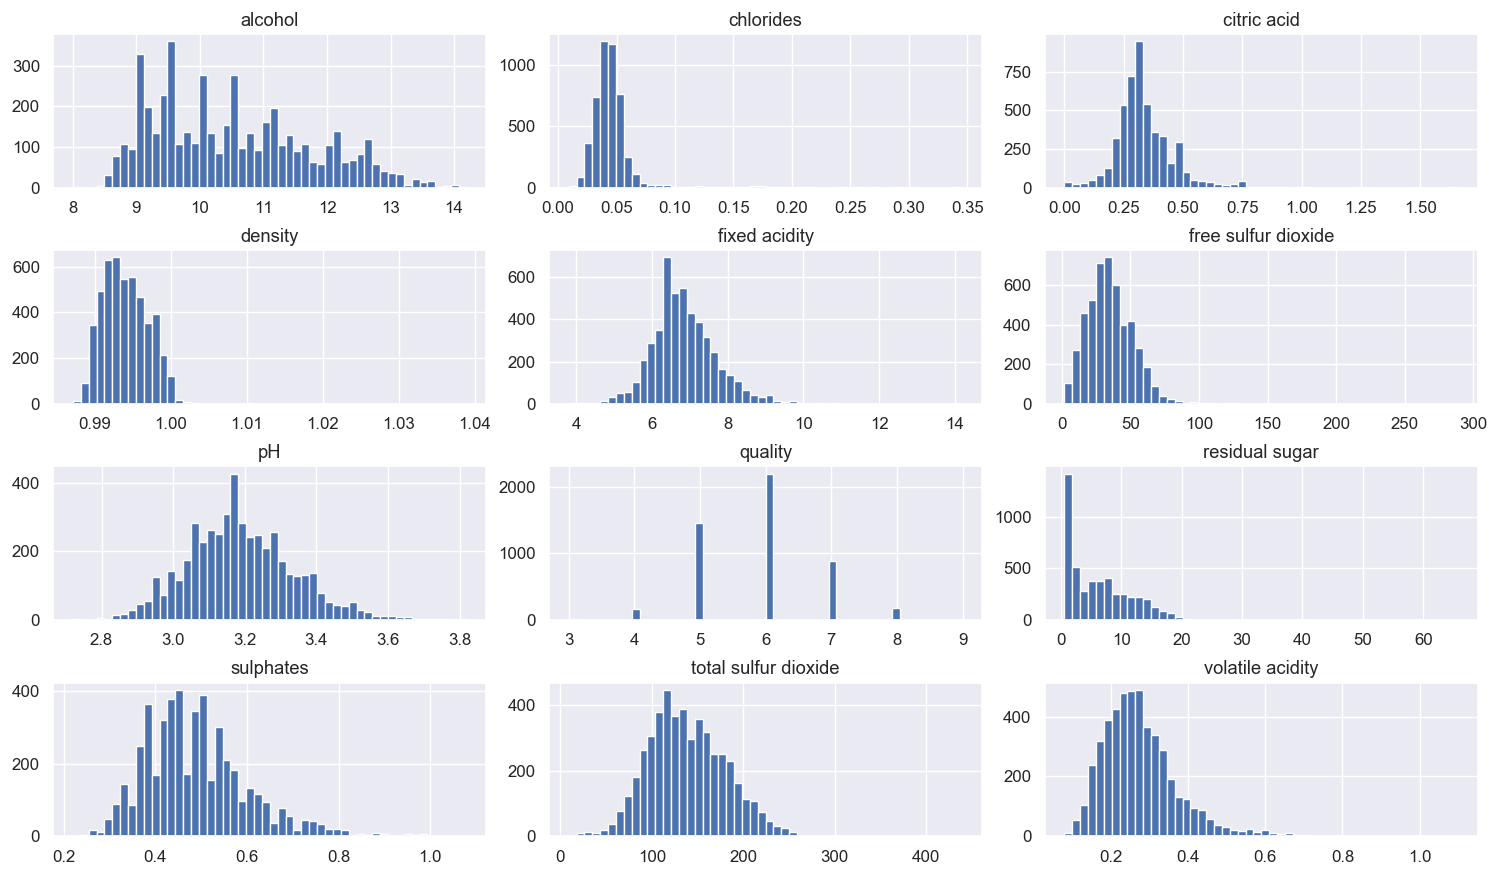 alcohol chlorides citric acid
300
200
100
0
8 9 10 11 12 13 14
1000
500
0
0.00 0.05 0.10 0.15 0.20 0.25 0.30 0.35
750
500
250
0
0.00 0.25 0.50 0.75 1.00 1.25 1.50
density fixed acidity free sulfur dioxide
600
400
200
0
0.99 1.00 1.01 1.02 1.03 1.04
600
400
200
0
4 6 8 10 12 14
600
400
200
0
0 50 100 150 200 250 300
pH quality residual sugar
400
200
0
2.8 3.0 3.2 3.4 3.6 3.8
2000
1000
0
3 4 5 6 7 8 9
1000
500
0
0 10 20 30 40 50 60
sulphates total sulfur dioxide volatile acidity
400
200
0
0.2 0.4 0.6 0.8 1.0
400
200
0
0 100 200 300 400
400
200
0
0.2 0.4 0.6 0.8 1.0